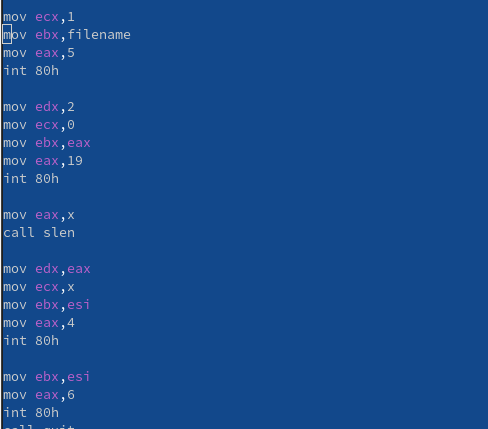 mov ecx,1
mov ebx,filename
mov eax,5
int 80h
mov edx,2
mov ecx,0
mov ebx,eax
mov eax,19
int 80h
mov eax,x
call slen
mov edx,eax
mov ecx,x
mov ebx,esi
mov eax,4
int 80h
mov ebx,esi
mov eax,6
int 80h
call quit